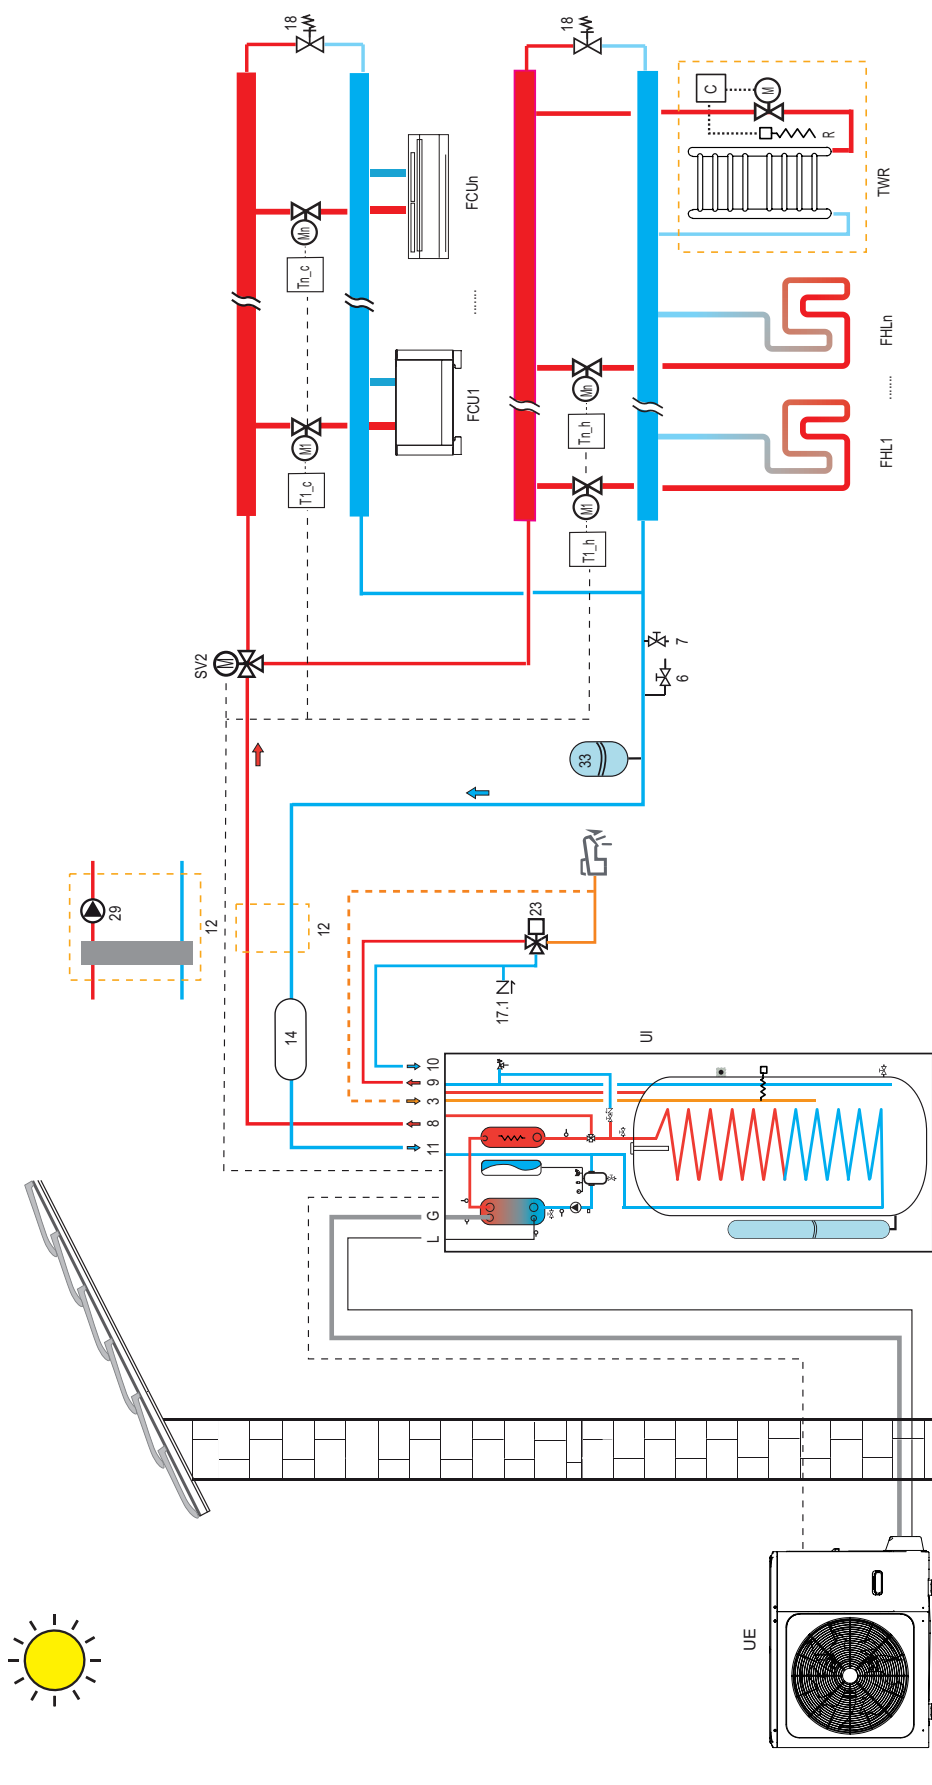 18
18
C
M
R
TWR
FCUn
Mn
Tn_c
FHLn
FCU1
M1
T1_c
Mn
Tn_h
FHL1
M1
T1_h
SV2
M
7
6
33
29
12
12
23
17.1
14
UI
10
9
3
8
11
G
L
UE